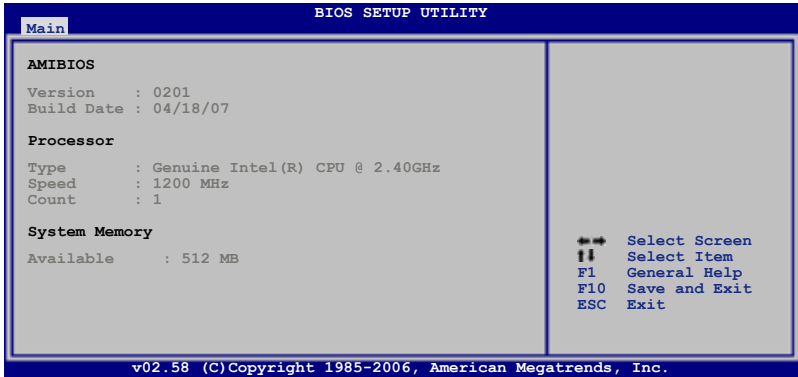 BIOS SETUP UTILITY
Main
AMIBIOS
Version : 0201
Build Date : 04/18/07
Processor
Type : Genuine Intel(R) CPU @ 2.40GHz
Speed : 1200 MHz
Count : 1
System Memory
Available : 512 MB
←→ Select Screen
↑↓ Select Item
F1 General Help
F10 Save and Exit
ESC Exit
v02.58 (C)Copyright 1985-2006, American Megatrends, Inc.